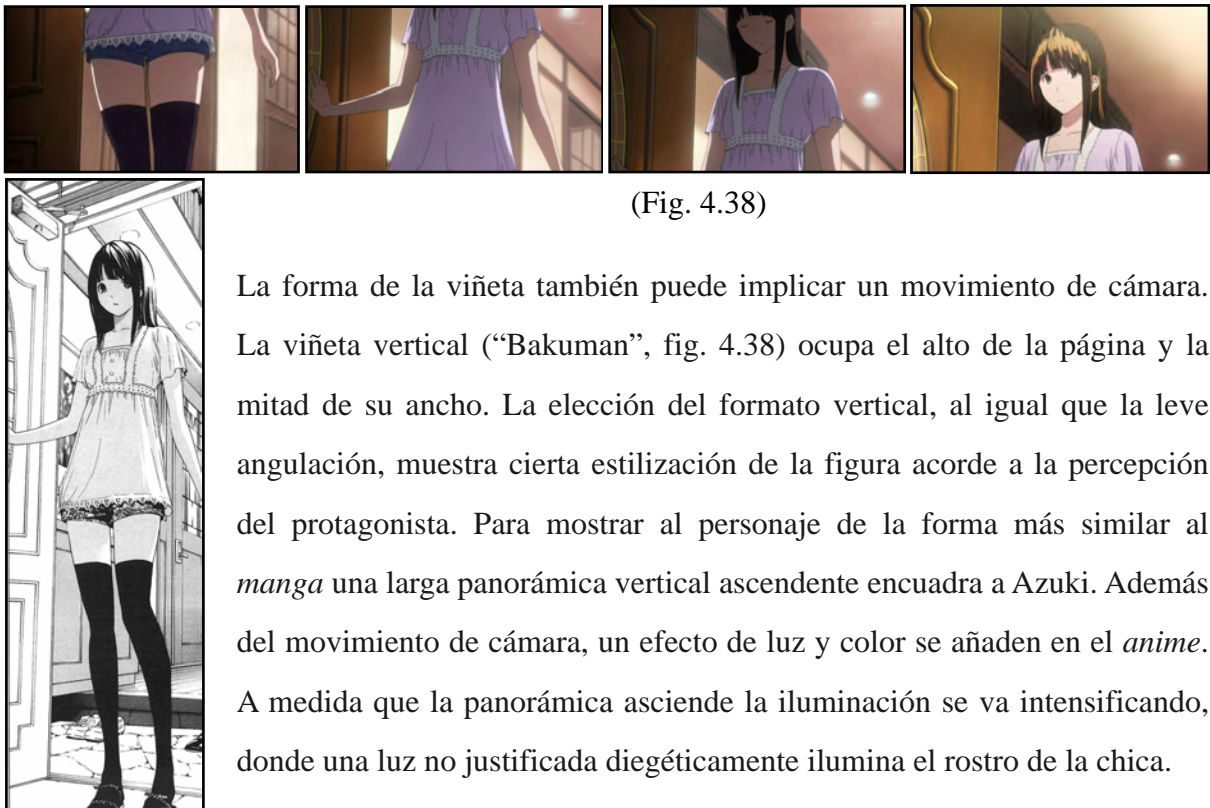 (Fig. 4.38)
La forma de la viñeta también puede implicar un movimiento de cámara.
La viñeta vertical (“Bakuman”, fig. 4.38) ocupa el alto de la página y la
mitad de su ancho. La elección del formato vertical, al igual que la leve
angulación, muestra cierta estilización de la figura acorde a la percepción
del protagonista. Para mostrar al personaje de la forma más similar al
manga una larga panorámica vertical ascendente encuadra a Azuki. Además
del movimiento de cámara, un efecto de luz y color se añaden en el anime.
A medida que la panorámica asciende la iluminación se va intensificando,
donde una luz no justificada diegéticamente ilumina el rostro de la chica.